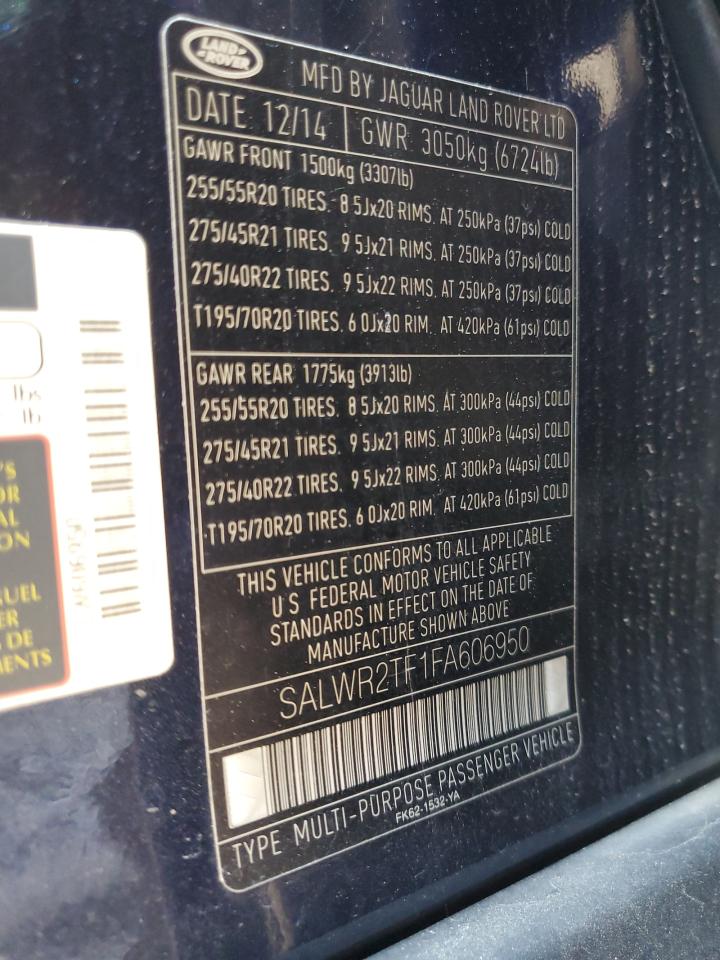 LAND ROVER
MFD BY JAGUAR LAND ROVER LTD
DATE 12/14 GWR 3050kg (6724lb)
GAWR FRONT 1500kg (3307lb)
255/55R20 TIRES. 8 5Jx20 RIMS. AT 250kPa (37psi) COLD
275/45R21 TIRES. 9 5Jx21 RIMS. AT 250kPa (37psi) COLD
275/40R22 TIRES. 9 5Jx22 RIMS. AT 250kPa (37psi) COLD
T195/70R20 TIRES. 6 0Jx20 RIM. AT 420kPa (61psi) COLD
GAWR REAR 1775kg (3913lb)
255/55R20 TIRES. 8 5Jx20 RIMS. AT 300kPa (44psi) COLD
275/45R21 TIRES. 9 5Jx21 RIMS. AT 300kPa (44psi) COLD
275/40R22 TIRES. 9 5Jx22 RIMS. AT 300kPa (44psi) COLD
T195/70R20 TIRES. 6 0Jx20 RIM. AT 420kPa (61psi) COLD
THIS VEHICLE CONFORMS TO ALL APPLICABLE
U S FEDERAL MOTOR VEHICLE SAFETY
STANDARDS IN EFFECT ON THE DATE OF
MANUFACTURE SHOWN ABOVE
SALWR2TF1FA606950
TYPE MULTI-PURPOSE PASSENGER VEHICLE
FK62-1532-YA
lbs
lb
DE